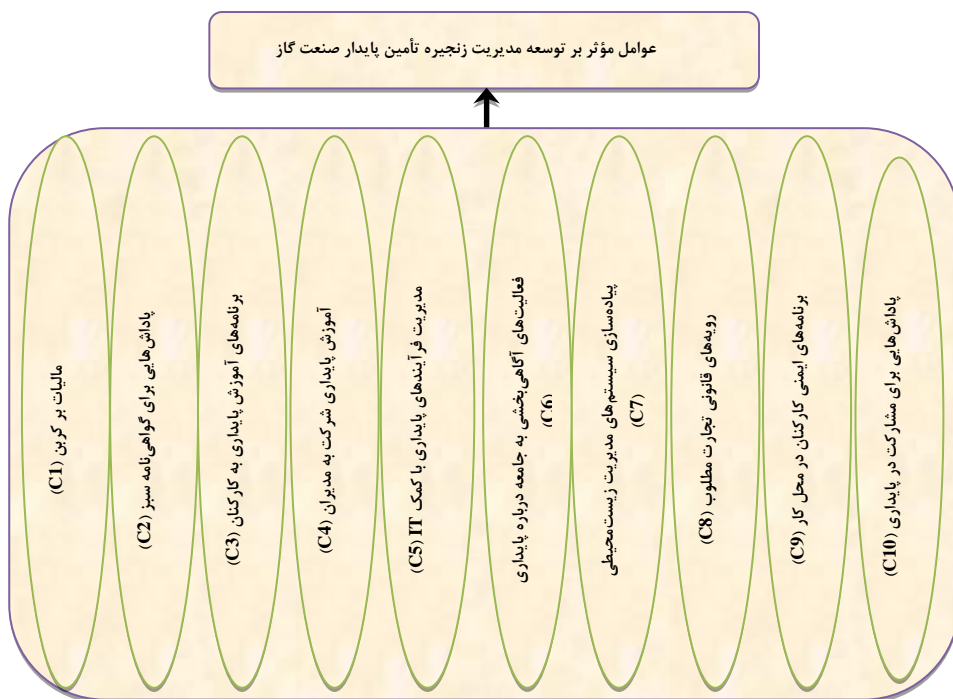 عوامل مؤثر بر توسعه مدیریت زنجیره تأمین پایدار صنعت گاز
مالیات بر کربن (C1)
پاداش‌هایی برای گواهی‌نامه سبز (C2)
برنامه‌های آموزش پایداری به کارکنان (C3)
آموزش پایداری شرکت به مدیران (C4)
مدیریت فرآیندهای پایداری با کمک IT (C5)
فعالیت‌های آگاهی‌بخشی به جامعه درباره پایداری
(C6)
پیاده‌سازی سیستم‌های مدیریت زیست‌محیطی
(C7)
رویه‌های قانونی تجارت مطلوب (C8)
برنامه‌های ایمنی کارکنان در محل کار (C9)
پاداش‌هایی برای مشارکت در پایداری (C10)